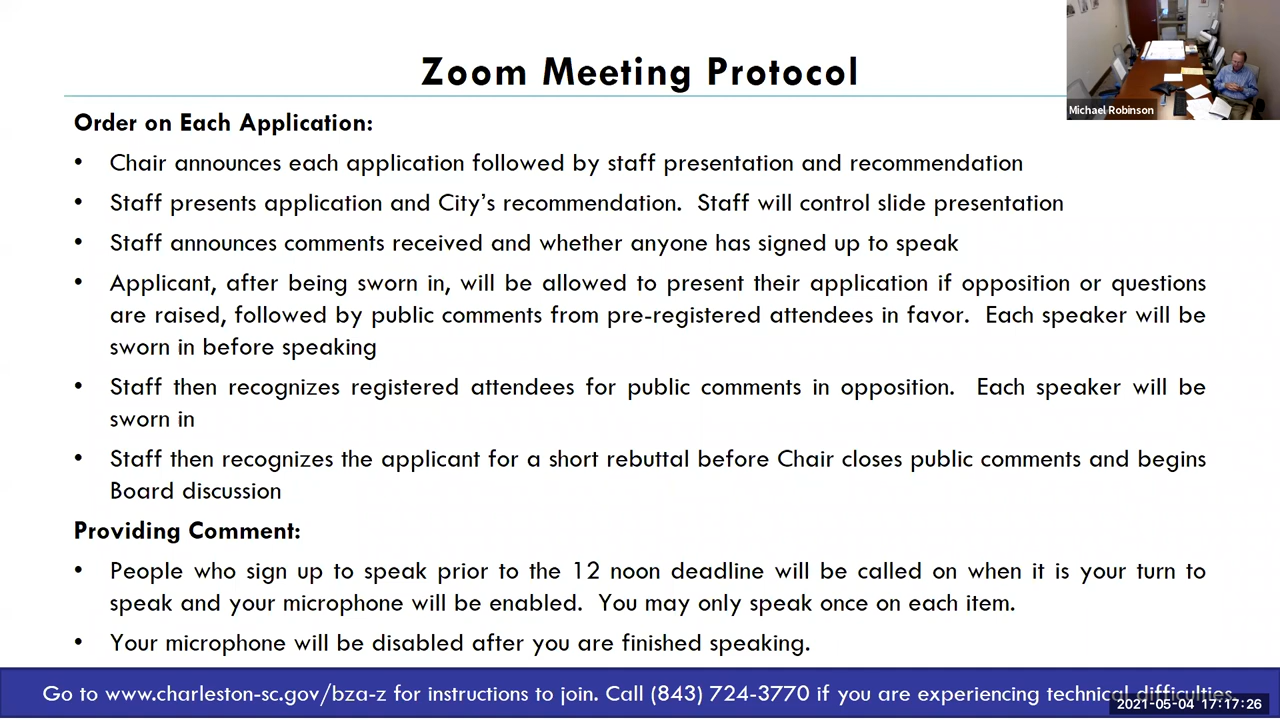 Zoom Meeting Protocol
Michael Robinson
Order on Each Application:
• Chair announces each application followed by staff presentation and recommendation
• Staff presents application and City’s recommendation.  Staff will control slide presentation
• Staff announces comments received and whether anyone has signed up to speak
• Applicant, after being sworn in, will be allowed to present their application if opposition or questions
are raised, followed by public comments from pre-registered attendees in favor.  Each speaker will be
sworn in before speaking
• Staff then recognizes registered attendees for public comments in opposition.  Each speaker will be
sworn in
• Staff then recognizes the applicant for a short rebuttal before Chair closes public comments and begins
Board discussion
Providing Comment:
• People who sign up to speak prior to the 12 noon deadline will be called on when it is your turn to
speak and your microphone will be enabled.  You may only speak once on each item.
• Your microphone will be disabled after you are finished speaking.
Go to www.charleston-sc.gov/bza-z for instructions to join. Call (843) 724-3770 if you are experiencing technical difficulties.
2021-05-04 17:17:26